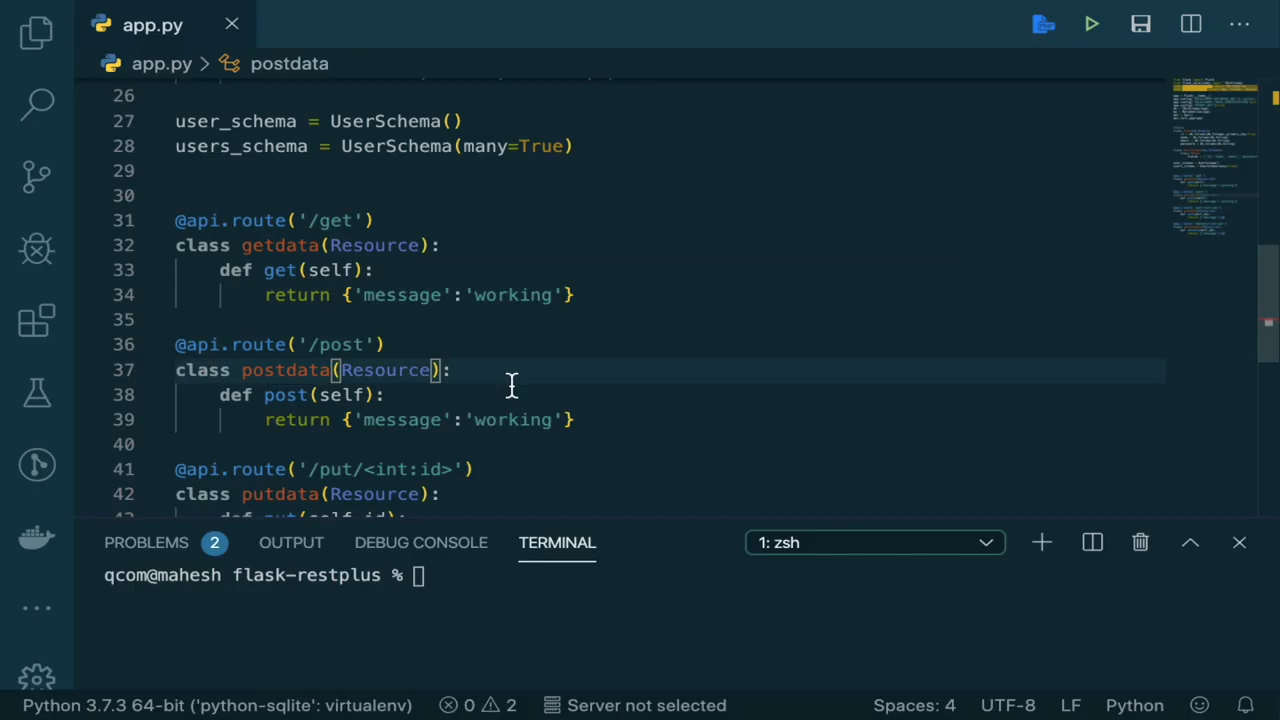 app.py
app.py > postdata
26
27 user_schema = UserSchema()
28 users_schema = UserSchema(many=True)
29
30
31 @api.route('/get')
32 class getdata(Resource):
33     def get(self):
34         return {'message':'working'}
35
36 @api.route('/post')
37 class postdata(Resource):
38     def post(self):
39         return {'message':'working'}
40
41 @api.route('/put/<int:id>')
42 class putdata(Resource):
PROBLEMS 2 OUTPUT DEBUG CONSOLE TERMINAL 1: zsh
qcom@mahesh flask-restplus %
Python 3.7.3 64-bit ('python-sqlite': virtualenv) 0 2 Server not selected Spaces: 4 UTF-8 LF Python